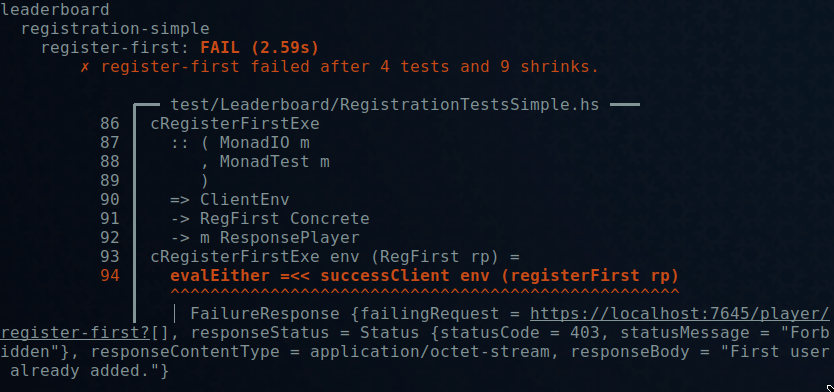 leaderboard
registration-simple
register-first: FAIL (2.59s)
✗ register-first failed after 4 tests and 9 shrinks.
test/Leaderboard/RegistrationTestsSimple.hs
86 cRegisterFirstExe
87 :: ( MonadIO m
88 , MonadTest m
89 )
90 => ClientEnv
91 -> RegFirst Concrete
92 -> m ResponsePlayer
93 cRegisterFirstExe env (RegFirst rp) =
94 evalEither =<< successClient env (registerFirst rp)
^^^^^^^^^^^^^^^^^^^^^^^^^^^^^^^^^^^^^^^^^^^^^^^^^^^
│ FailureResponse {failingRequest = https://localhost:7645/player/
register-first?[], responseStatus = Status {statusCode = 403, statusMessage = "Forb
idden"}, responseContentType = application/octet-stream, responseBody = "First user
already added."}